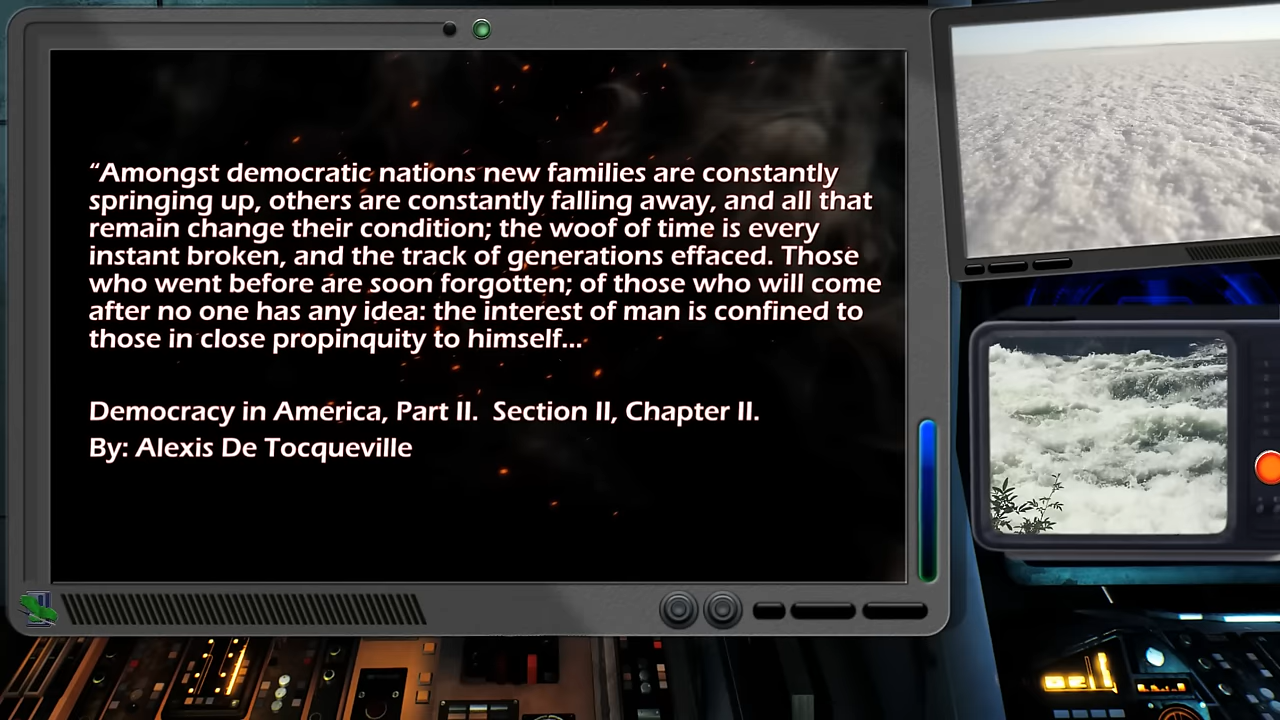 “Amongst democratic nations new families are constantly
springing up, others are constantly falling away, and all that
remain change their condition; the woof of time is every
instant broken, and the track of generations effaced. Those
who went before are soon forgotten; of those who will come
after no one has any idea: the interest of man is confined to
those in close propinquity to himself...
Democracy in America, Part II.  Section II, Chapter II.
By: Alexis De Tocqueville